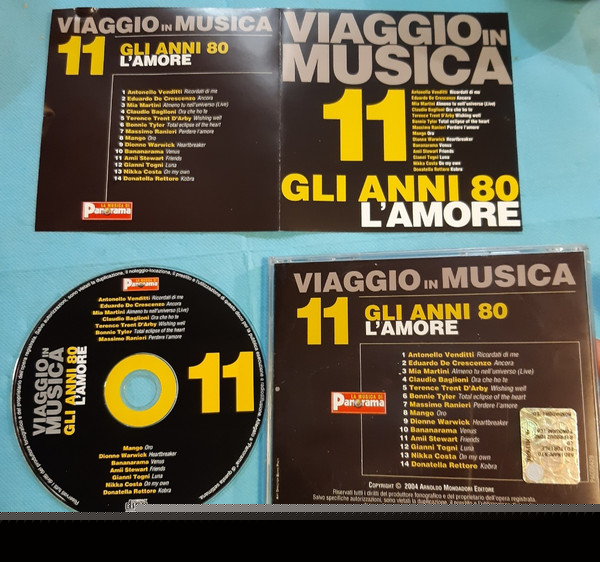 VIAGGIO IN MUSICA
11 GLI ANNI 80
L'AMORE
1 Antonello Venditti Ricordati di me
2 Eduardo De Crescenzo Ancora
3 Mia Martini Almeno tu nell'universo (Live)
4 Claudio Baglioni Ora che ho te
5 Terence Trent D'Arby Wishing well
6 Bonnie Tyler Total eclipse of the heart
7 Massimo Ranieri Perdere l'amore
8 Mango Oro
9 Dionne Warwick Heartbreaker
10 Bananarama Venus
11 Amii Stewart Friends
12 Gianni Togni Luna
13 Nikka Costa On my own
14 Donatella Rettore Kobra
LA MUSICA DI
Panorama
VIAGGIO IN
MUSICA
11
Antonello Venditti Ricordati di me
Eduardo De Crescenzo Ancora
Mia Martini Almeno tu nell'universo (Live)
Claudio Baglioni Ora che ho te
Terence Trent D'Arby Wishing well
Bonnie Tyler Total eclipse of the heart
Massimo Ranieri Perdere l'amore
Mango Oro
Dionne Warwick Heartbreaker
Bananarama Venus
Amii Stewart Friends
Gianni Togni Luna
Nikka Costa On my own
Donatella Rettore Kobra
GLI ANNI 80
L'AMORE
Panorama
Antonello Venditti Ricordati di me
Eduardo De Crescenzo Ancora
Mia Martini Almeno tu nell'universo (Live)
Claudio Baglioni Ora che ho te
Terence Trent D'Arby Wishing well
Bonnie Tyler Total eclipse of the heart
Massimo Ranieri Perdere l'amore
VIAGGIO IN
MUSICA
GLI ANNI 80
L'AMORE
11
Mango Oro
Dionne Warwick Heartbreaker
Bananarama Venus
Amii Stewart Friends
Gianni Togni Luna
Nikka Costa On my own
Donatella Rettore Kobra
VIAGGIO IN MUSICA
11 GLI ANNI 80
L'AMORE
1 Antonello Venditti Ricordati di me
2 Eduardo De Crescenzo Ancora
3 Mia Martini Almeno tu nell'universo (Live)
4 Claudio Baglioni Ora che ho te
5 Terence Trent D'Arby Wishing well
6 Bonnie Tyler Total eclipse of the heart
7 Massimo Ranieri Perdere l'amore
8 Mango Oro
9 Dionne Warwick Heartbreaker
10 Bananarama Venus
11 Amii Stewart Friends
12 Gianni Togni Luna
13 Nikka Costa On my own
14 Donatella Rettore Kobra
LA MUSICA DI
Panorama
COPYRIGHT © 2004 ARNOLDO MONDADORI EDITORE
Riservati tutti i diritti del produttore fonografico e del proprietario dell'opera registrata.
Salvo specifiche autorizzazioni, sono vietati la duplicazione, il